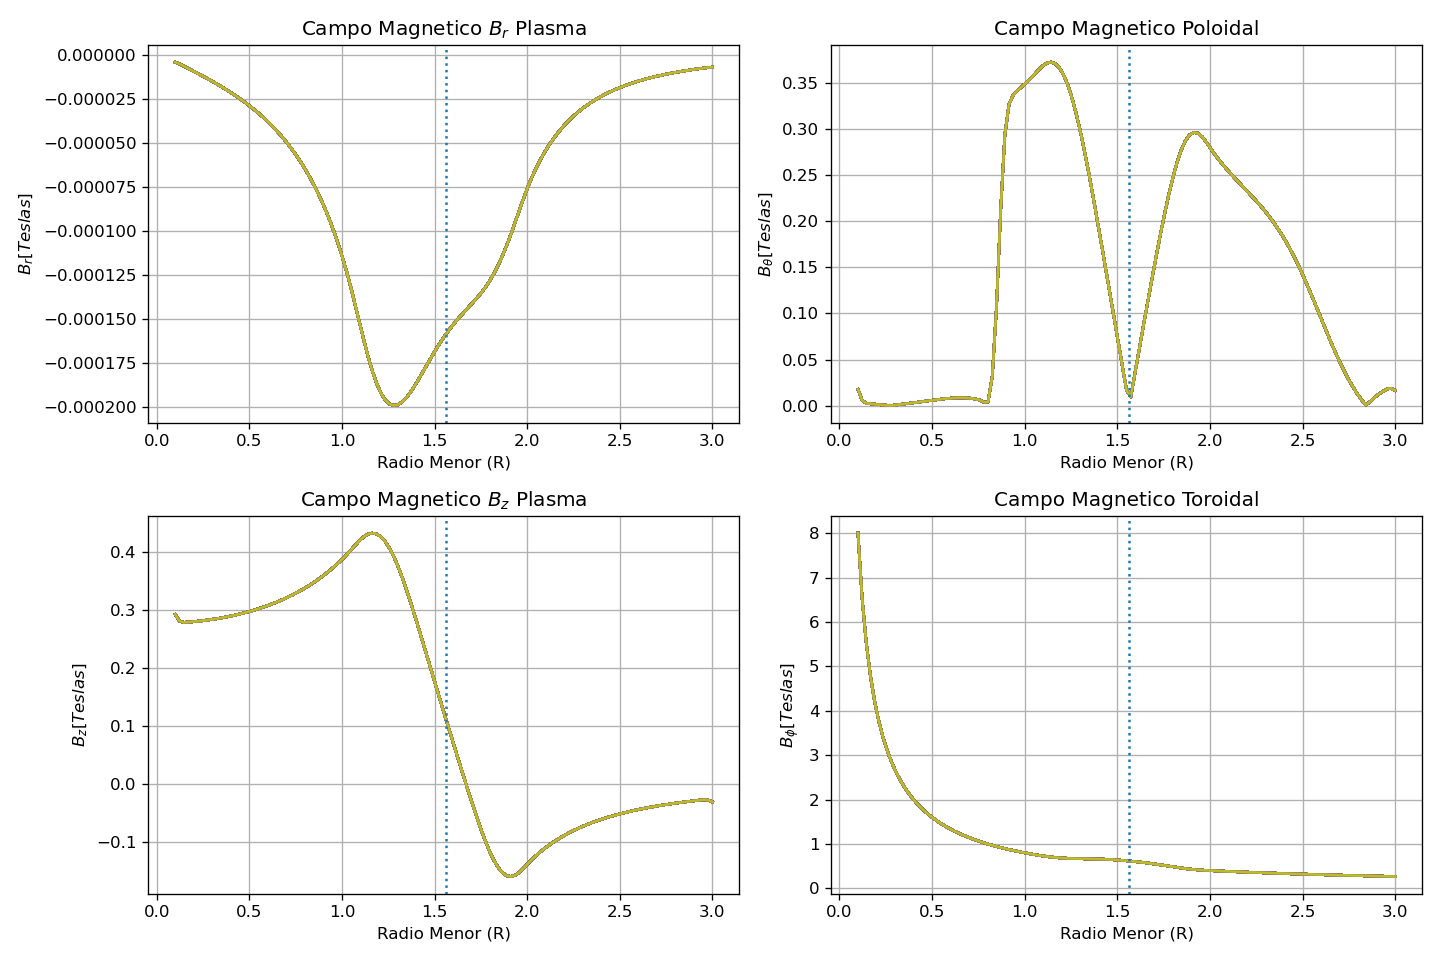 Campo Magnetico B_r Plasma
0.000000
−0.000025
−0.000050
−0.000075
−0.000100
−0.000125
−0.000150
−0.000175
−0.000200
B_r[Teslas]
0.0 0.5 1.0 1.5 2.0 2.5 3.0
Radio Menor (R)
Campo Magnetico Poloidal
0.35
0.30
0.25
0.20
0.15
0.10
0.05
0.00
B_θ[Teslas]
0.0 0.5 1.0 1.5 2.0 2.5 3.0
Radio Menor (R)
Campo Magnetico B_z Plasma
0.4
0.3
0.2
0.1
0.0
−0.1
B_z[Teslas]
0.0 0.5 1.0 1.5 2.0 2.5 3.0
Radio Menor (R)
Campo Magnetico Toroidal
8
7
6
5
4
3
2
1
0
B_ϕ[Teslas]
0.0 0.5 1.0 1.5 2.0 2.5 3.0
Radio Menor (R)